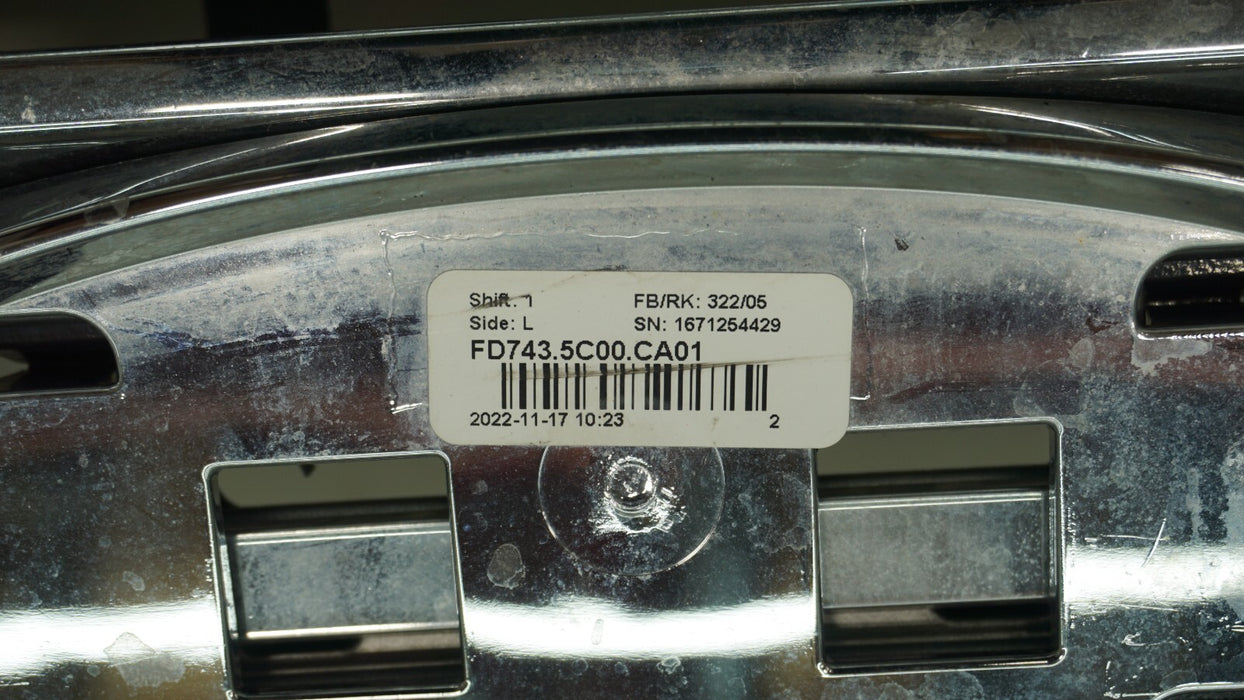 Shift: 1 FB/RK: 322/05
Side: L SN: 1671254429
FD743.5C00.CA01
2022-11-17 10:23 2